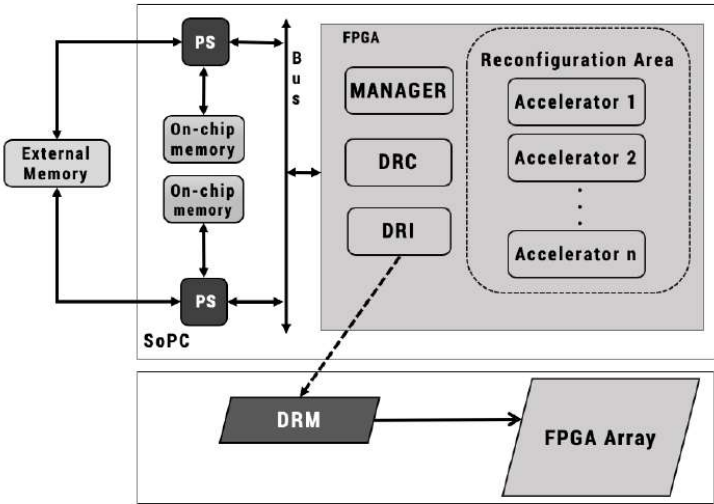 PS
Bus
FPGA
Reconfiguration Area
MANAGER
Accelerator 1
On-chip
memory
External
Memory
DRC
Accelerator 2
On-chip
memory
DRI
Accelerator n
PS
SoPC
DRM
FPGA Array